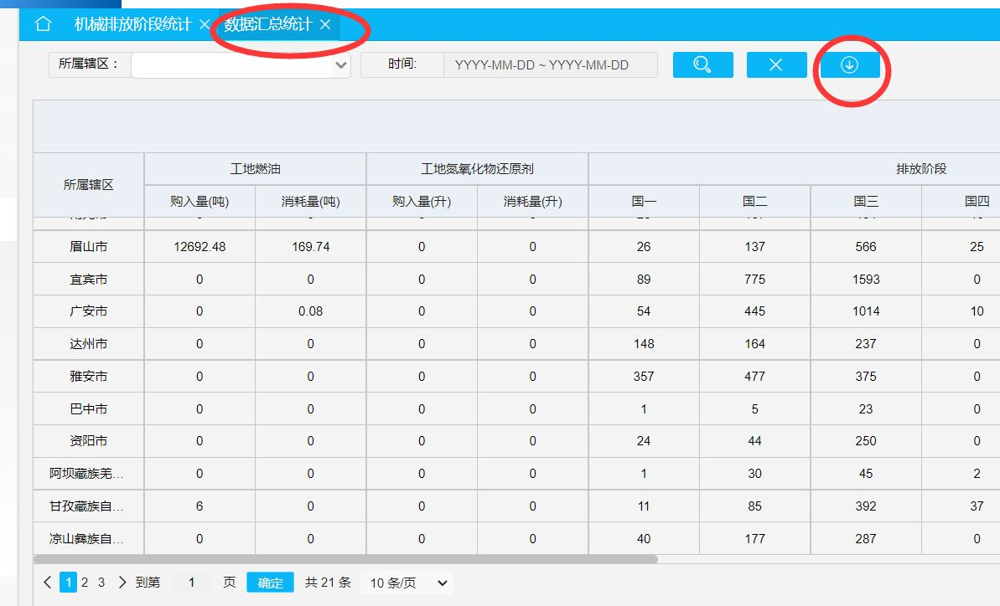 机械排放阶段统计 数据汇总统计
所属辖区： 时间: YYYY-MM-DD ~ YYYY-MM-DD
所属辖区 工地燃油 工地氮氧化物还原剂 排放阶段
购入量(吨) 消耗量(吨) 购入量(升) 消耗量(升) 国一 国二 国三 国四
眉山市 12692.48 169.74 0 0 26 137 566 25
宜宾市 0 0 0 0 89 775 1593 0
广安市 0 0.08 0 0 54 445 1014 10
达州市 0 0 0 0 148 164 237 0
雅安市 0 0 0 0 357 477 375 0
巴中市 0 0 0 0 1 5 23 0
资阳市 0 0 0 0 24 44 250 0
阿坝藏族羌... 0 0 0 0 1 30 45 2
甘孜藏族自... 6 0 0 0 11 85 392 37
凉山彝族自... 0 0 0 0 40 177 287 0
1 2 3 到第 1 页 确定 共 21 条 10 条/页